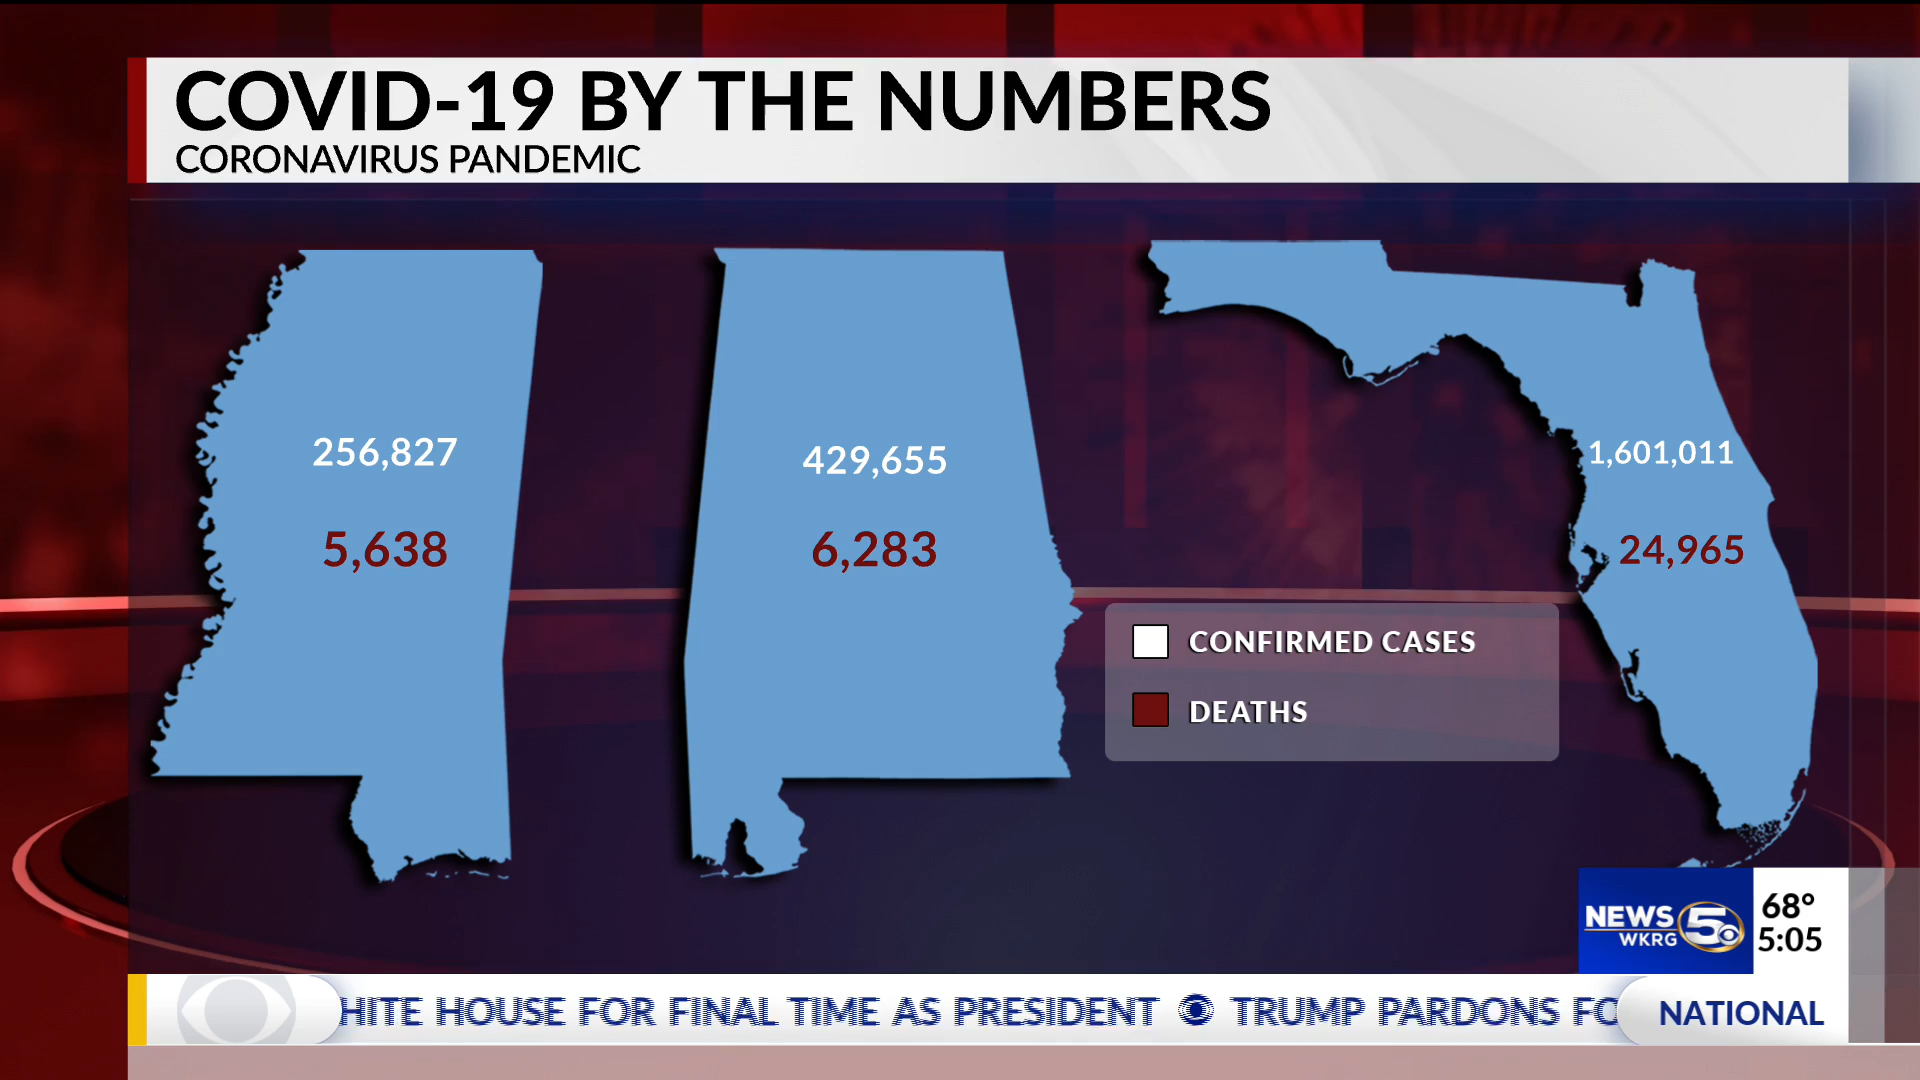 COVID-19 BY THE NUMBERS
CORONAVIRUS PANDEMIC
256,827
5,638
429,655
6,283
1,601,011
24,965
CONFIRMED CASES
DEATHS
NEWS 5
WKRG
68°
5:05
HITE HOUSE FOR FINAL TIME AS PRESIDENT TRUMP PARDONS FO
NATIONAL